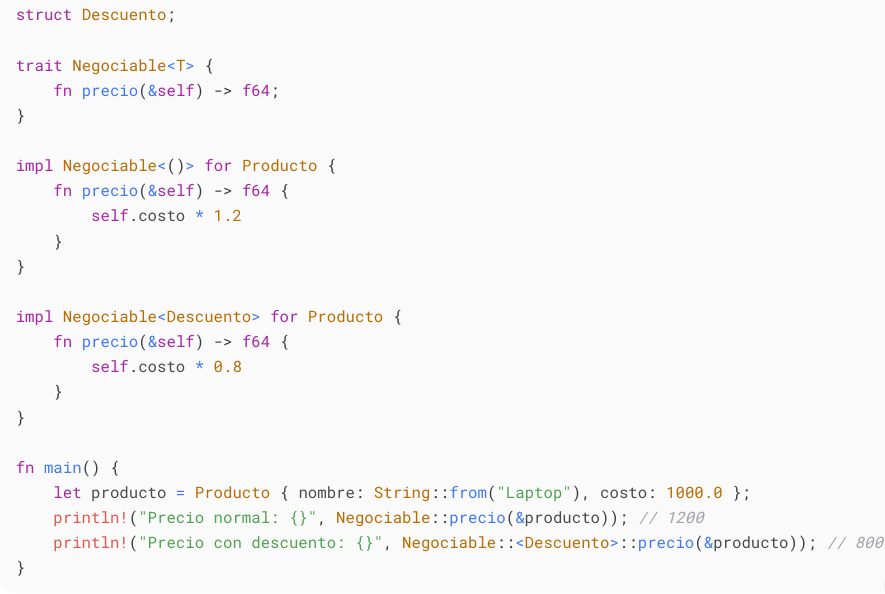 struct Descuento;

trait Negociable<T> {
    fn precio(&self) -> f64;
}

impl Negociable<()> for Producto {
    fn precio(&self) -> f64 {
        self.costo * 1.2
    }
}

impl Negociable<Descuento> for Producto {
    fn precio(&self) -> f64 {
        self.costo * 0.8
    }
}

fn main() {
    let producto = Producto { nombre: String::from("Laptop"), costo: 1000.0 };
    println!("Precio normal: {}", Negociable::precio(&producto)); // 1200
    println!("Precio con descuento: {}", Negociable::<Descuento>::precio(&producto)); // 800
}